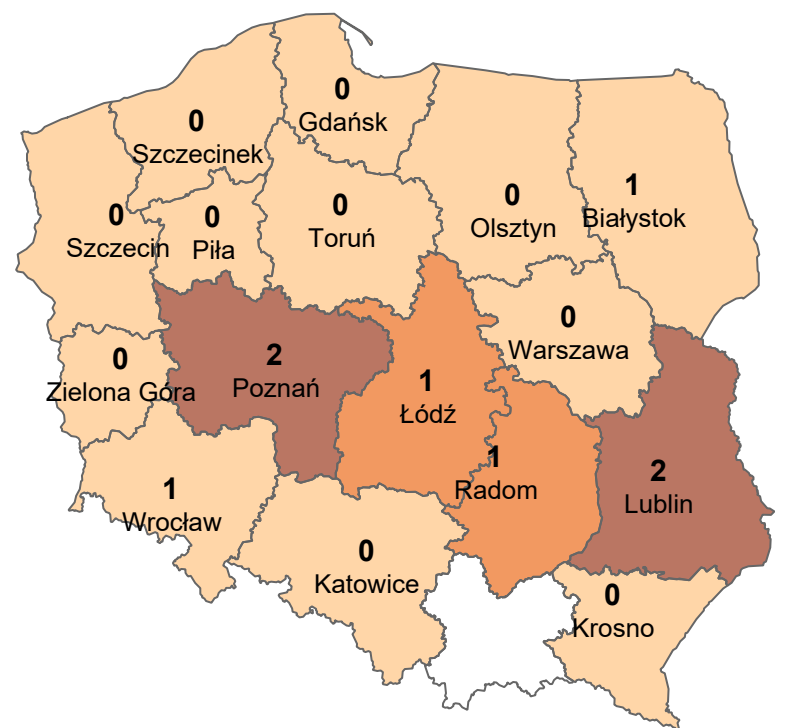 0
Gdańsk
0
Szczecinek
1
Białystok
0
Olsztyn
0
Toruń
0
Szczecin
0
Piła
0
Warszawa
0
Zielona Góra
2
Poznań
1
Łódź
1
Radom
2
Lublin
1
Wrocław
0
Katowice
0
Krosno